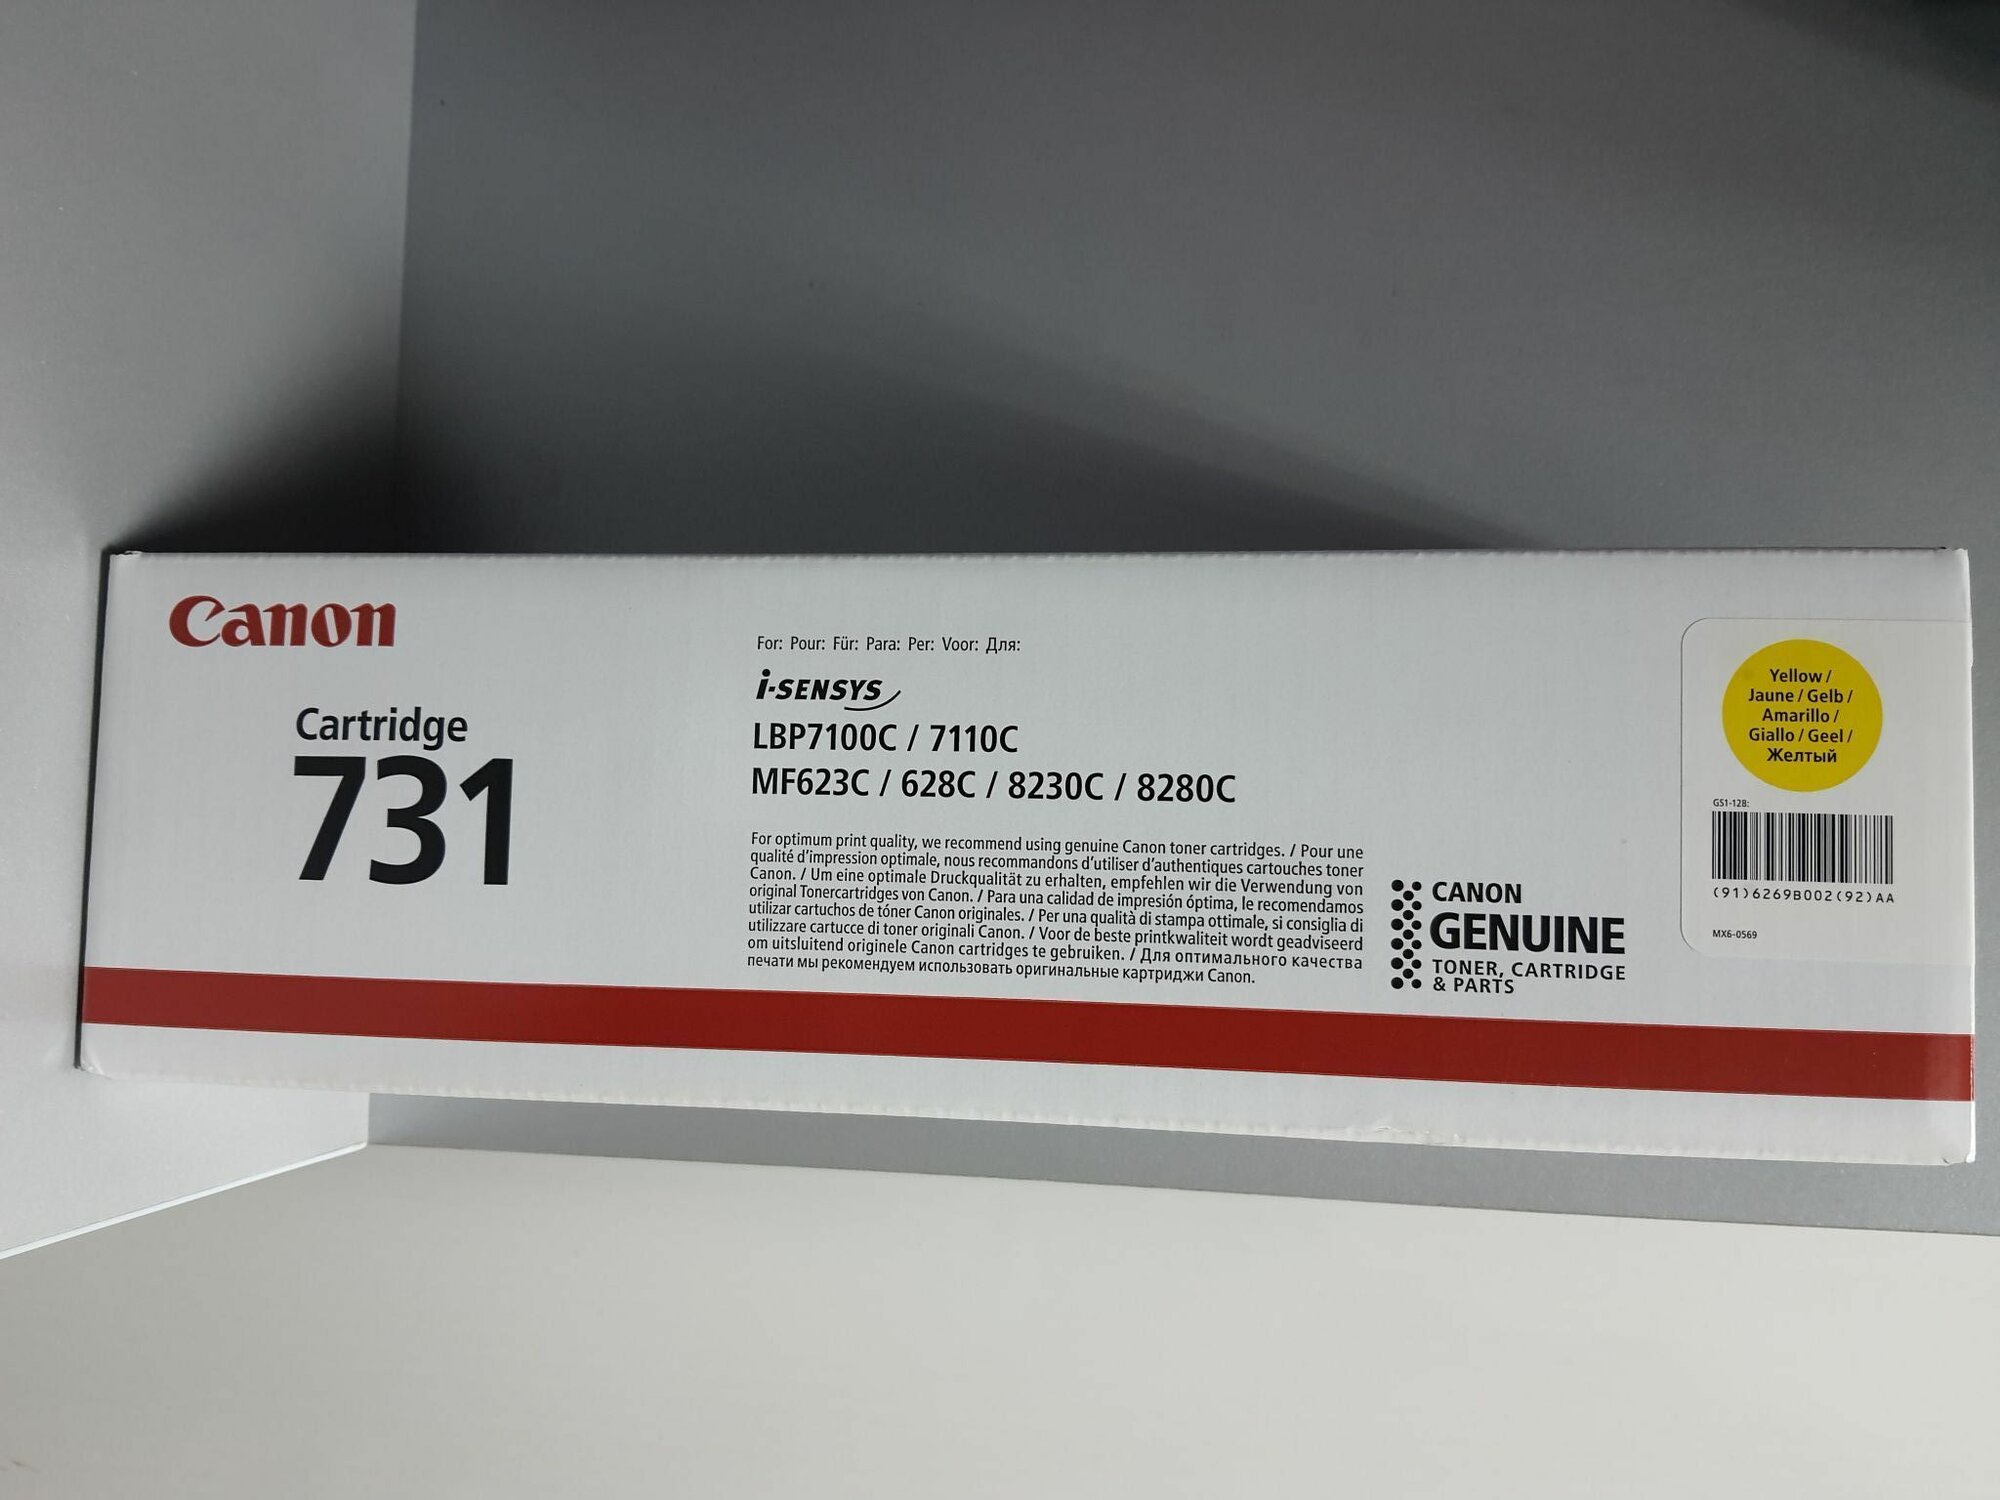 Canon
Cartridge
731
For: Pour: Für: Para: Per: Voor: Для:
i-SENSYS
LBP7100C / 7110C
MF623C / 628C / 8230C / 8280C
For optimum print quality, we recommend using genuine Canon toner cartridges. / Pour une
qualité d'impression optimale, nous recommandons d'utiliser d'authentiques cartouches toner
Canon. / Um eine optimale Druckqualität zu erhalten, empfehlen wir die Verwendung von
original Tonercartridges von Canon. / Para una calidad de impresión óptima, le recomendamos
utilizar cartuchos de tóner Canon originales. / Per una qualità di stampa ottimale, si consiglia di
utilizzare cartucce di toner originali Canon. / Voor de beste printkwaliteit wordt geadviseerd
om uitsluitend originele Canon cartridges te gebruiken. / Для оптимального качества
печати мы рекомендуем использовать оригинальные картриджи Canon.
CANON
GENUINE
TONER, CARTRIDGE
& PARTS
Yellow /
Jaune / Gelb /
Amarillo /
Giallo / Geel /
Желтый
GS1-128:
(91)6269B002(92)AA
MX6-0569